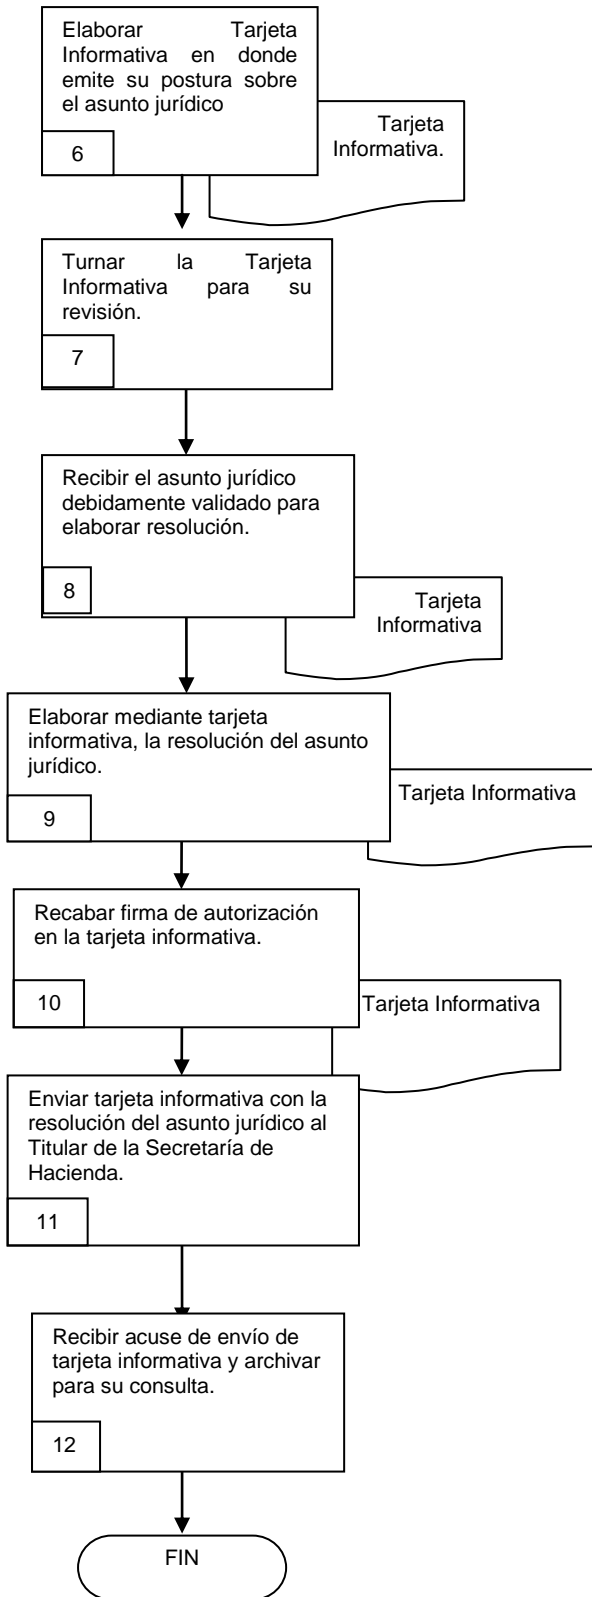 Elaborar Tarjeta
Informativa en donde
emite su postura sobre
el asunto jurídico
6
Tarjeta
Informativa.
Turnar la Tarjeta
Informativa para su
revisión.
7
Recibir el asunto jurídico
debidamente validado para
elaborar resolución.
8
Tarjeta
Informativa
Elaborar mediante tarjeta
informativa, la resolución del asunto
jurídico.
9
Tarjeta Informativa
Recabar firma de autorización
en la tarjeta informativa.
10
Tarjeta Informativa
Enviar tarjeta informativa con la
resolución del asunto jurídico al
Titular de la Secretaría de
Hacienda.
11
Recibir acuse de envío de
tarjeta informativa y archivar
para su consulta.
12
FIN